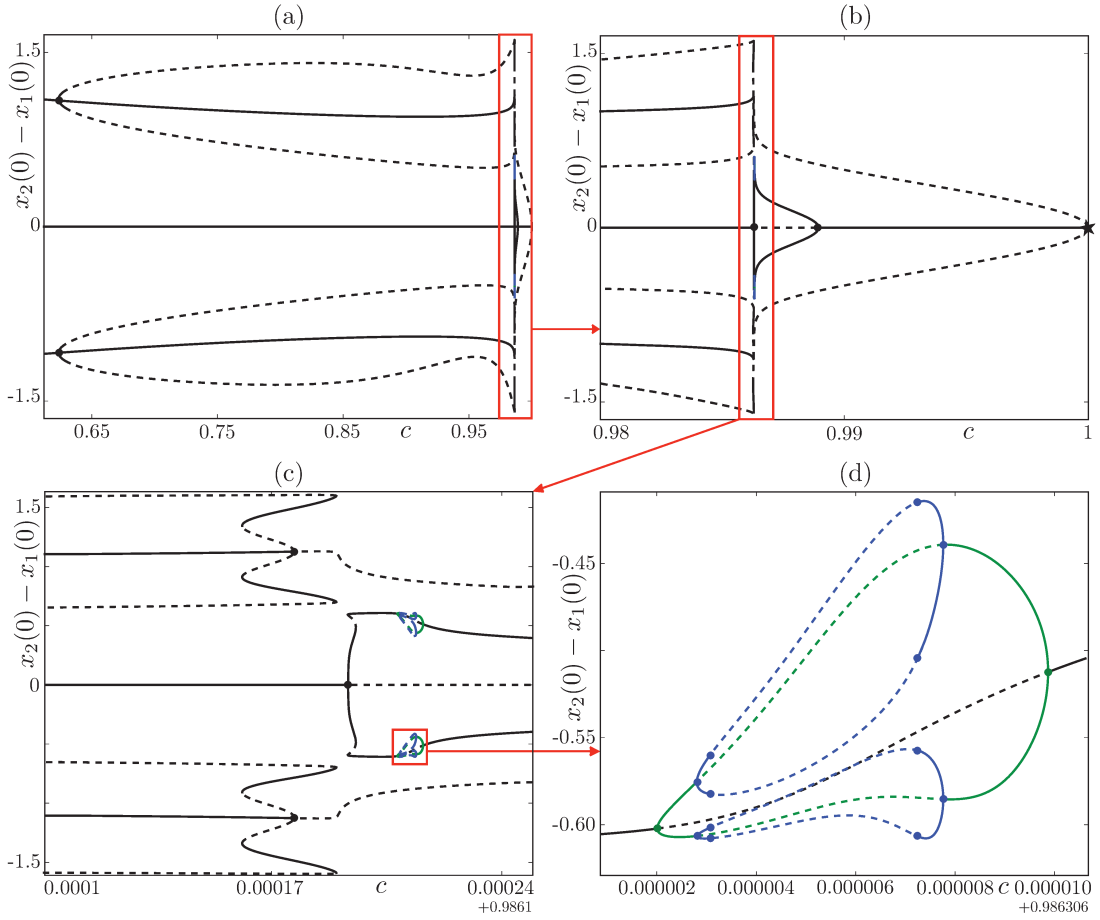 (a)
x₂(0) − x₁(0)
1.5
0
-1.5
0.65 0.75 0.85 c 0.95
(b)
x₂(0) − x₁(0)
1.5
0
-1.5
0.98 0.99 c 1
(c)
x₂(0) − x₁(0)
1.5
0
-1.5
0.0001 0.00017 c 0.00024
+0.9861
(d)
x₂(0) − x₁(0)
-0.45
-0.55
-0.60
0.000002 0.000004 0.000006 0.000008 c 0.000010
+0.986306